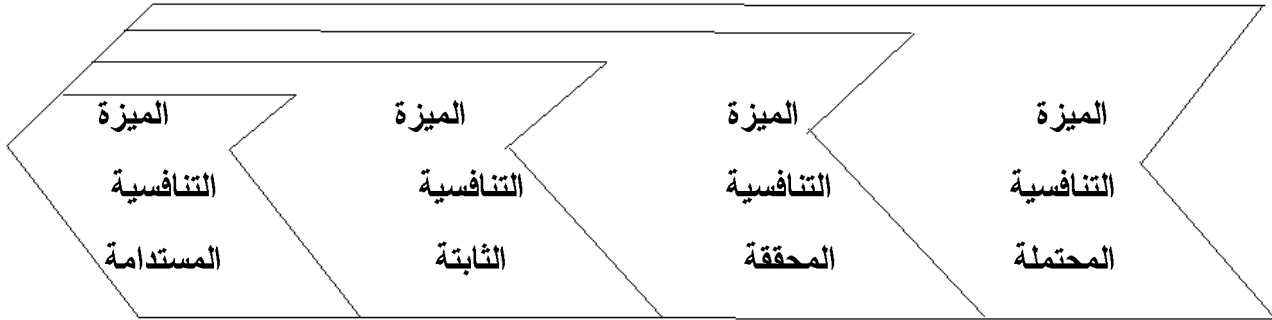 الميزة
التنافسية
المحتملة
الميزة
التنافسية
المحققة
الميزة
التنافسية
الثابتة
الميزة
التنافسية
المستدامة